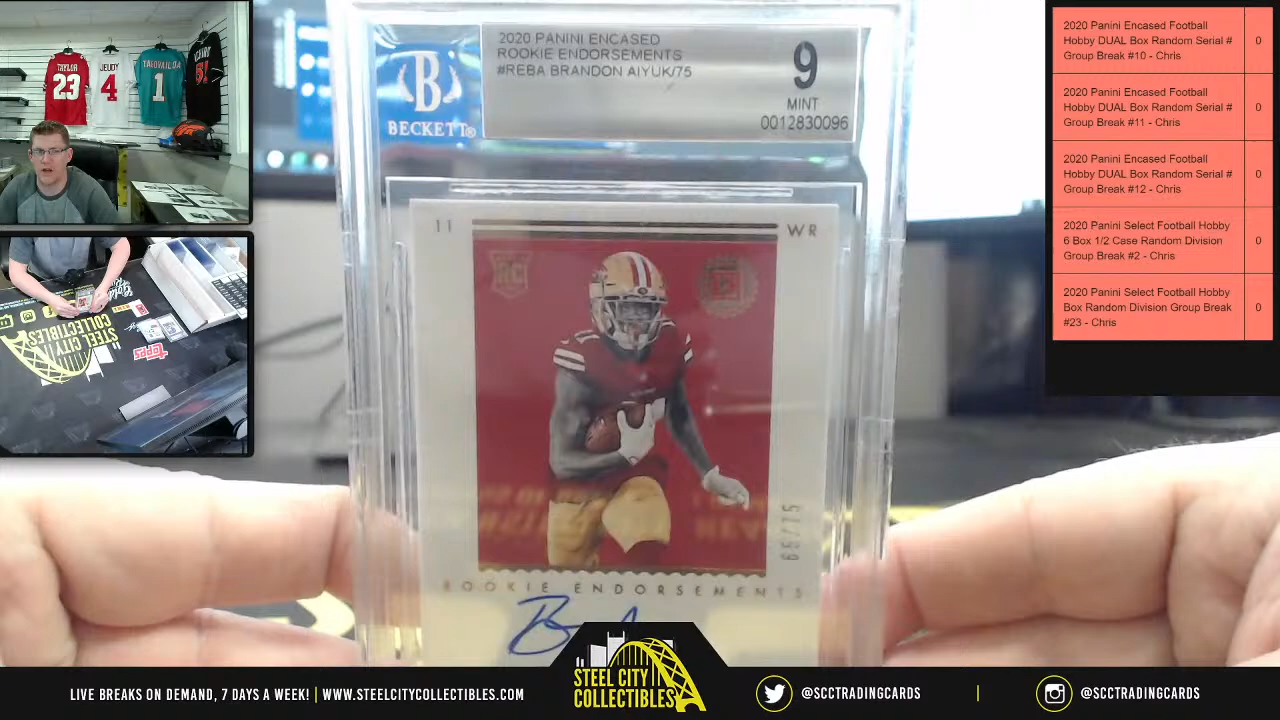 TAYLOR
23
JEUDY
4
TAGOVAILOA
1
2020 PANINI ENCASED
ROOKIE ENDORSEMENTS
#REBA BRANDON AIYUK/75
9
MINT
0012830096
B
BECKETT®
11
WR
RC
E
ROOKIE ENDORSEMENTS
STEEL CITY
COLLECTIBLES
Topps
2020 Panini Encased Football
Hobby DUAL Box Random Serial #
Group Break #10 - Chris
0
2020 Panini Encased Football
Hobby DUAL Box Random Serial #
Group Break #11 - Chris
0
2020 Panini Encased Football
Hobby DUAL Box Random Serial #
Group Break #12 - Chris
0
2020 Panini Select Football Hobby
6 Box 1/2 Case Random Division
Group Break #2 - Chris
0
2020 Panini Select Football Hobby
Box Random Division Group Break
#23 - Chris
0
LIVE BREAKS ON DEMAND, 7 DAYS A WEEK! | WWW.STEELCITYCOLLECTIBLES.COM
STEEL CITY
COLLECTIBLES
@SCCTRADINGCARDS
@SCCTRADINGCARDS